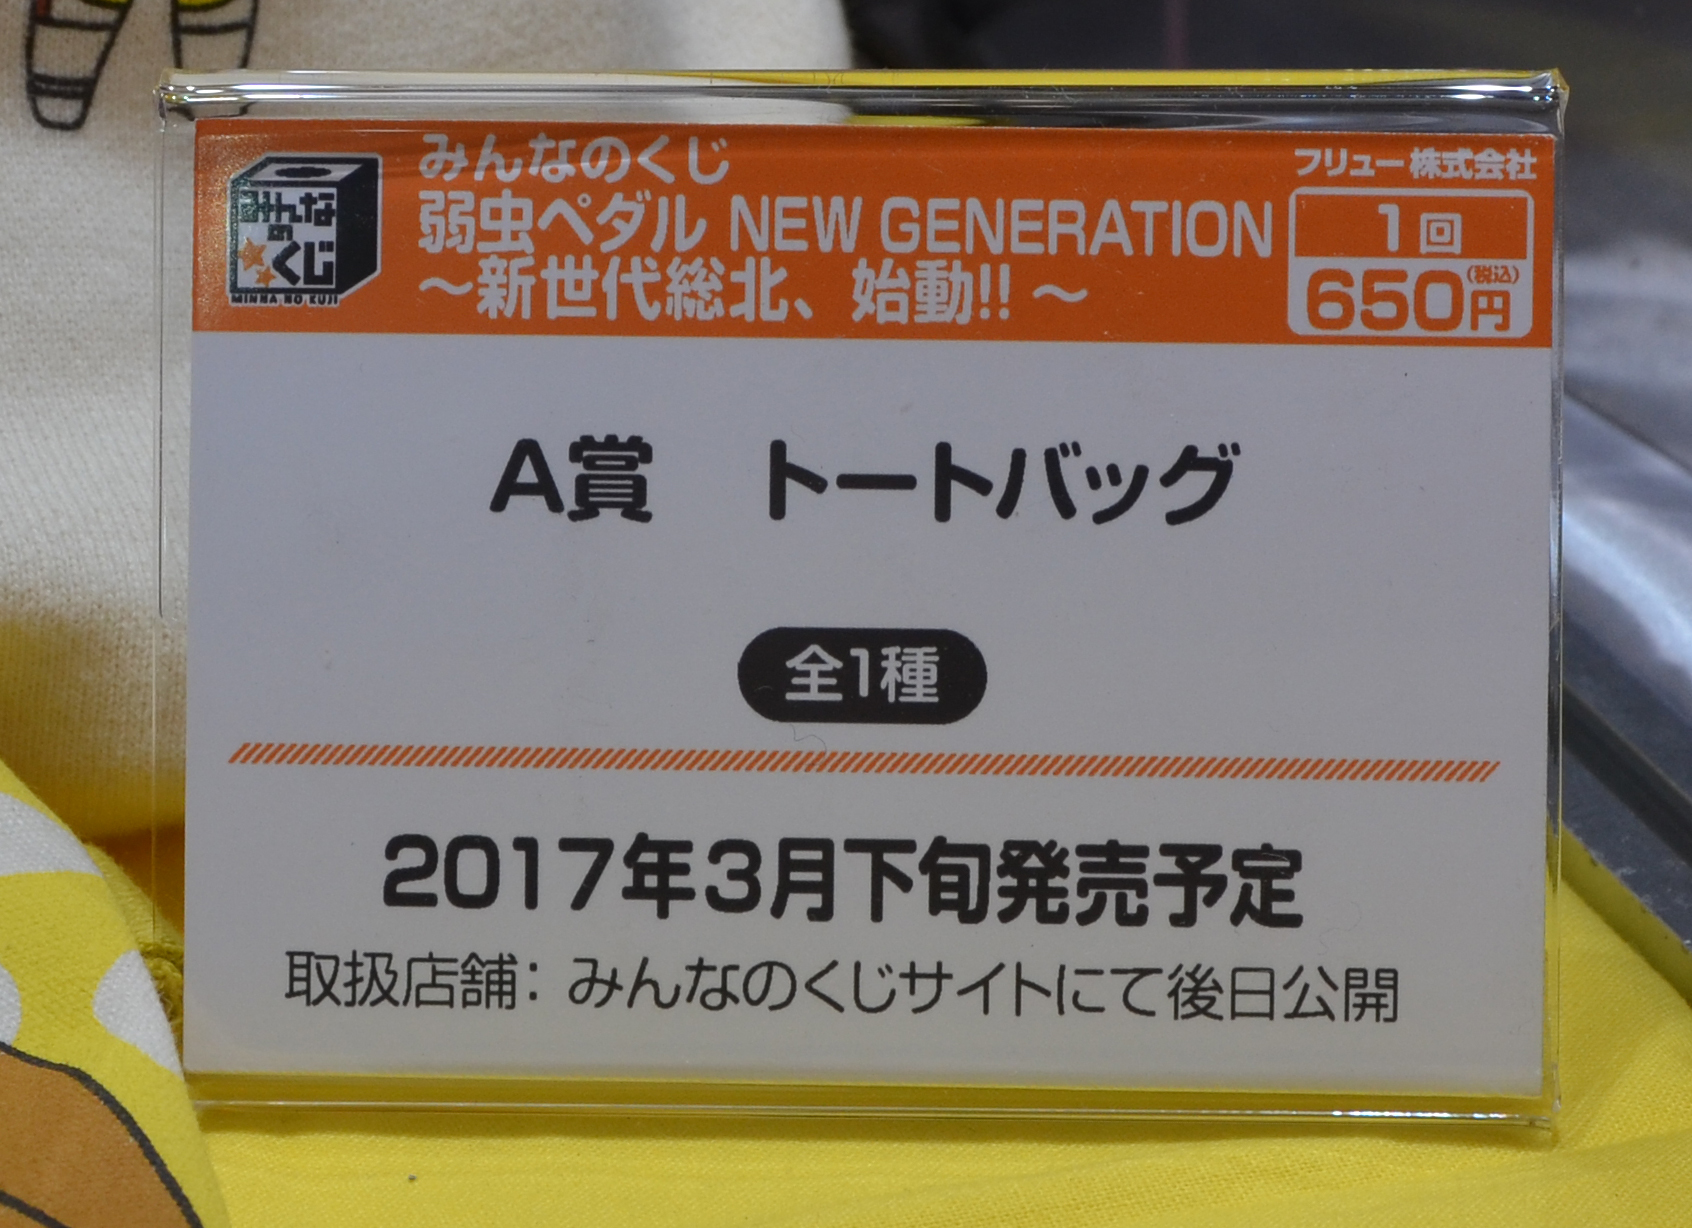 みんなのくじ
MINNA NO KUJI
みんなのくじ
弱虫ペダル NEW GENERATION
～新世代総北、始動!!～
フリュー株式会社
1回
650円(税込)
A賞 トートバッグ
全1種
2017年3月下旬発売予定
取扱店舗：みんなのくじサイトにて後日公開